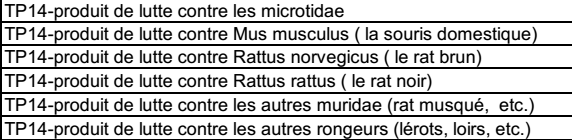 TP14-produit de lutte contre les microtidae
TP14-produit de lutte contre Mus musculus ( la souris domestique)
TP14-produit de lutte contre Rattus norvegicus ( le rat brun)
TP14-produit de lutte contre Rattus rattus ( le rat noir)
TP14-produit de lutte contre les autres muridae (rat musqué, etc.)
TP14-produit de lutte contre les autres rongeurs (lérots, loirs, etc.)